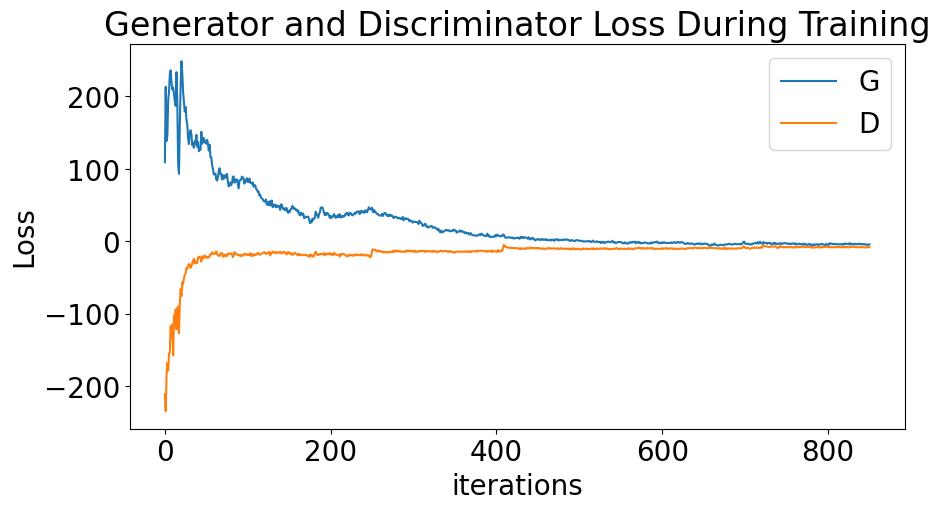 Generator and Discriminator Loss During Training
G
D
200
100
0
−100
−200
Loss
0
200
400
600
800
iterations